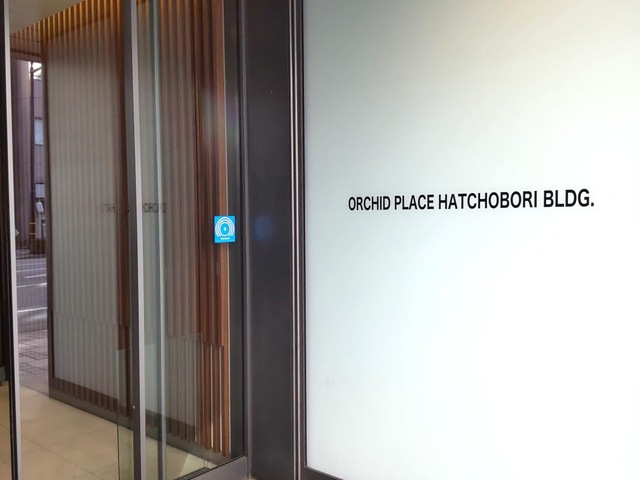 ORCHID PLACE HATCHOBORI BLDG.